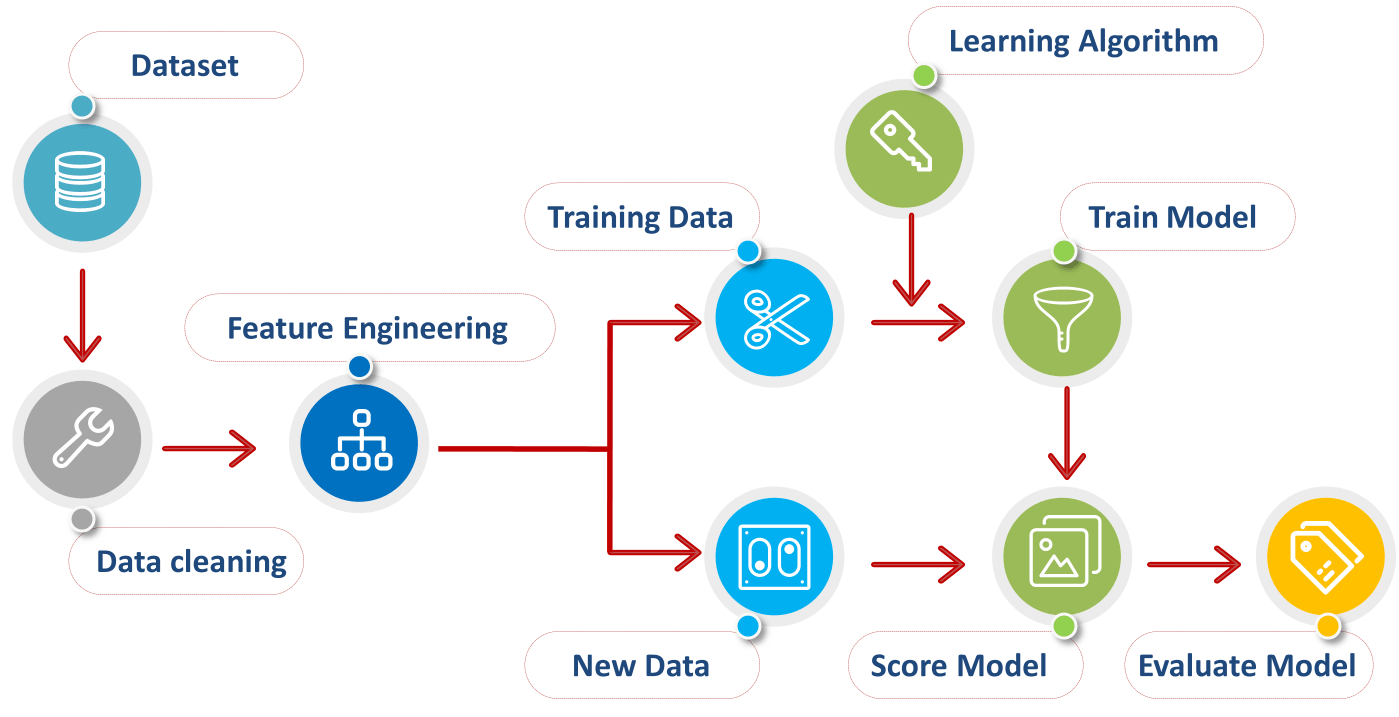 Dataset
Learning Algorithm
Training Data
Train Model
Feature Engineering
Data cleaning
New Data
Score Model
Evaluate Model